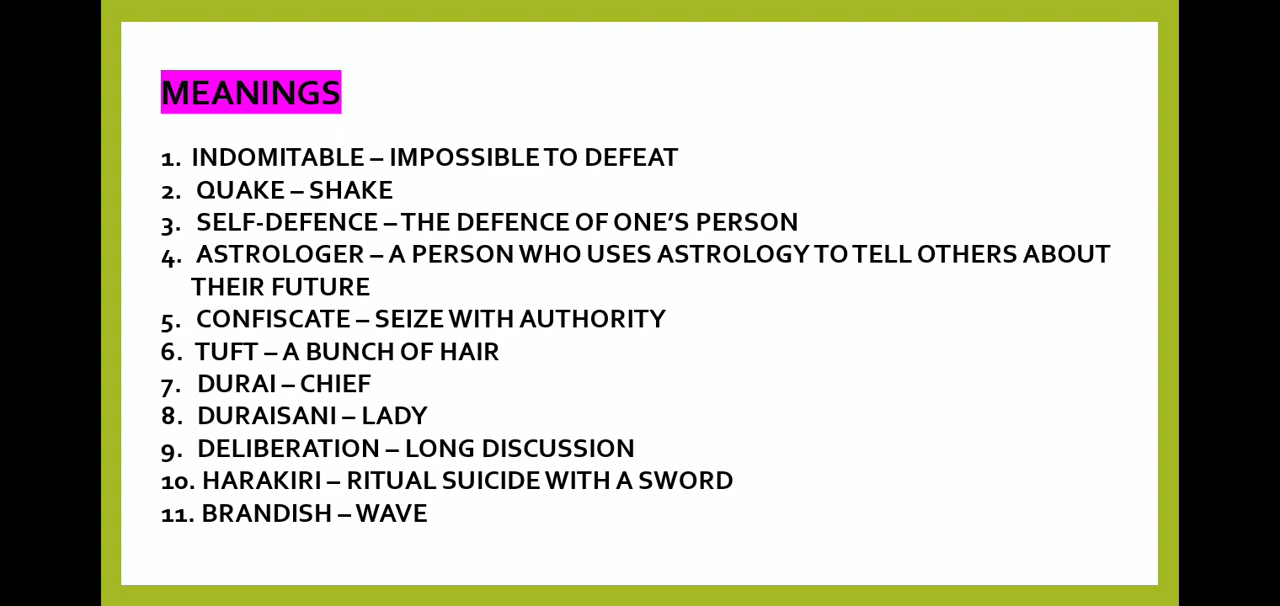 MEANINGS
1. INDOMITABLE – IMPOSSIBLE TO DEFEAT
2. QUAKE – SHAKE
3. SELF-DEFENCE – THE DEFENCE OF ONE’S PERSON
4. ASTROLOGER – A PERSON WHO USES ASTROLOGY TO TELL OTHERS ABOUT
THEIR FUTURE
5. CONFISCATE – SEIZE WITH AUTHORITY
6. TUFT – A BUNCH OF HAIR
7. DURAI – CHIEF
8. DURAISANI – LADY
9. DELIBERATION – LONG DISCUSSION
10. HARAKIRI – RITUAL SUICIDE WITH A SWORD
11. BRANDISH – WAVE